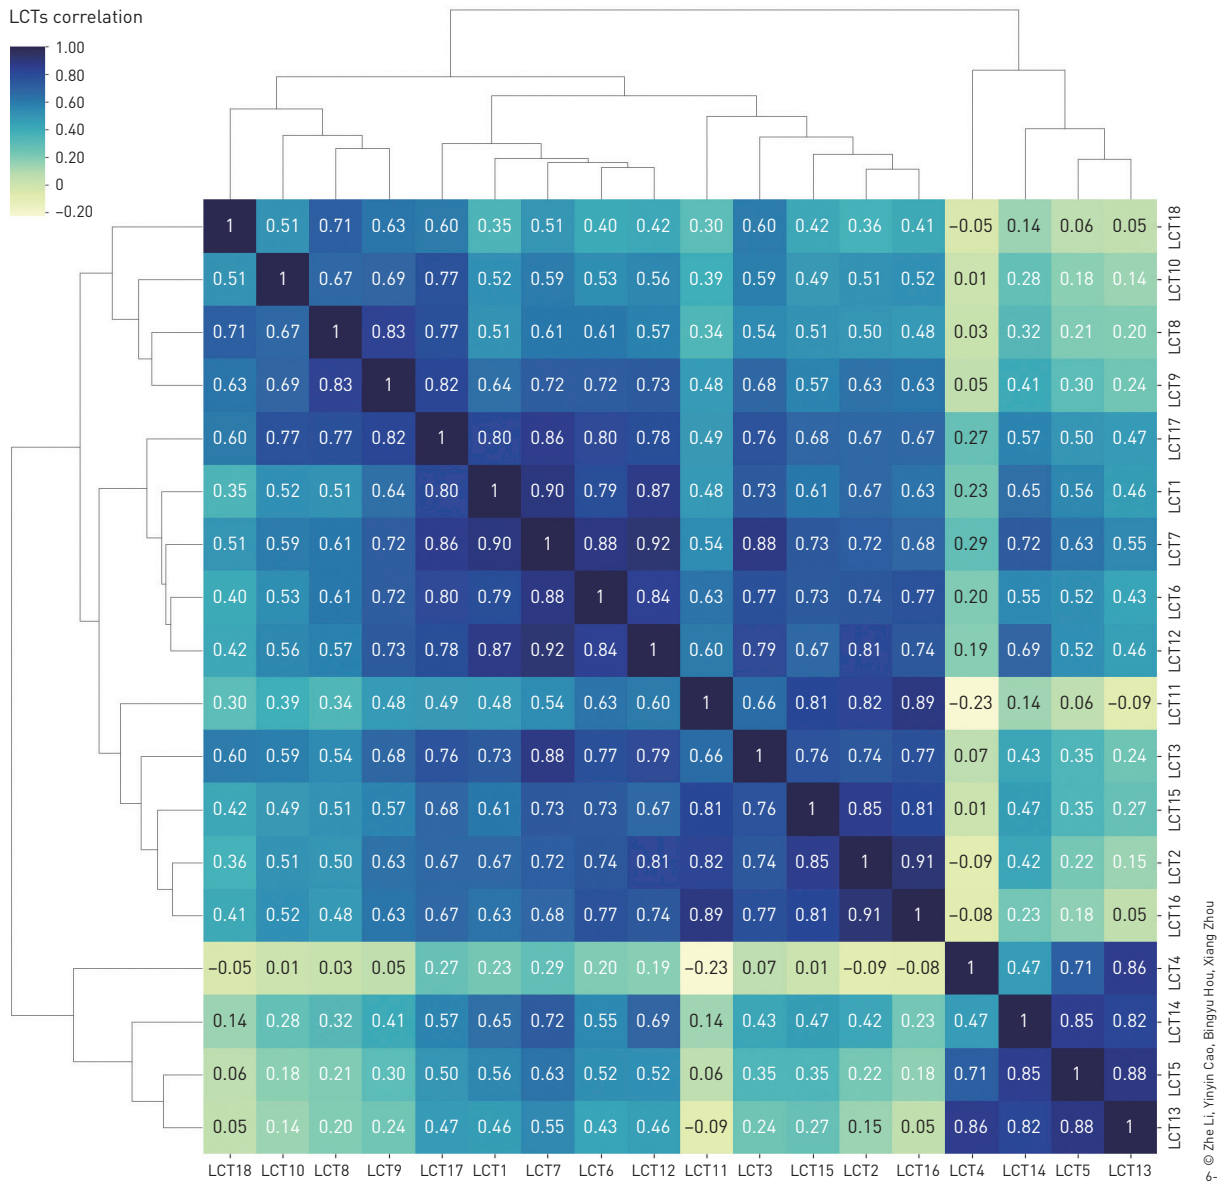 LCTs correlation
1.00
0.80
0.60
0.40
0.20
0
−0.20
1 0.51 0.71 0.63 0.60 0.35 0.51 0.40 0.42 0.30 0.60 0.42 0.36 0.41 −0.05 0.14 0.06 0.05 LCT18
0.51 1 0.67 0.69 0.77 0.52 0.59 0.53 0.56 0.39 0.59 0.49 0.51 0.52 0.01 0.28 0.18 0.14 LCT10
0.71 0.67 1 0.83 0.77 0.51 0.61 0.61 0.57 0.34 0.54 0.51 0.50 0.48 0.03 0.32 0.21 0.20 LCT8
0.63 0.69 0.83 1 0.82 0.64 0.72 0.72 0.73 0.48 0.68 0.57 0.63 0.63 0.05 0.41 0.30 0.24 LCT9
0.60 0.77 0.77 0.82 1 0.80 0.86 0.80 0.78 0.49 0.76 0.68 0.67 0.67 0.27 0.57 0.50 0.47 LCT17
0.35 0.52 0.51 0.64 0.80 1 0.90 0.79 0.87 0.48 0.73 0.61 0.67 0.63 0.23 0.65 0.56 0.46 LCT1
0.51 0.59 0.61 0.72 0.86 0.90 1 0.88 0.92 0.54 0.88 0.73 0.72 0.68 0.29 0.72 0.63 0.55 LCT7
0.40 0.53 0.61 0.72 0.80 0.79 0.88 1 0.84 0.63 0.77 0.73 0.74 0.77 0.20 0.55 0.52 0.43 LCT6
0.42 0.56 0.57 0.73 0.78 0.87 0.92 0.84 1 0.60 0.79 0.67 0.81 0.74 0.19 0.69 0.52 0.46 LCT12
0.30 0.39 0.34 0.48 0.49 0.48 0.54 0.63 0.60 1 0.66 0.81 0.82 0.89 −0.23 0.14 0.06 −0.09 LCT11
0.60 0.59 0.54 0.68 0.76 0.73 0.88 0.77 0.79 0.66 1 0.76 0.74 0.77 0.07 0.43 0.35 0.24 LCT3
0.42 0.49 0.51 0.57 0.68 0.61 0.73 0.73 0.67 0.81 0.76 1 0.85 0.81 0.01 0.47 0.35 0.27 LCT15
0.36 0.51 0.50 0.63 0.67 0.67 0.72 0.74 0.81 0.82 0.74 0.85 1 0.91 −0.09 0.42 0.22 0.15 LCT2
0.41 0.52 0.48 0.63 0.67 0.63 0.68 0.77 0.74 0.89 0.77 0.81 0.91 1 −0.08 0.23 0.18 0.05 LCT16
−0.05 0.01 0.03 0.05 0.27 0.23 0.29 0.20 0.19 −0.23 0.07 0.01 −0.09 −0.08 1 0.47 0.71 0.86 LCT4
0.14 0.28 0.32 0.41 0.57 0.65 0.72 0.55 0.69 0.14 0.43 0.47 0.42 0.23 0.47 1 0.85 0.82 LCT14
0.06 0.18 0.21 0.30 0.50 0.56 0.63 0.52 0.52 0.06 0.35 0.35 0.22 0.18 0.71 0.85 1 0.88 LCT5
0.05 0.14 0.20 0.24 0.47 0.46 0.55 0.43 0.46 −0.09 0.24 0.27 0.15 0.05 0.86 0.82 0.88 1 LCT13
LCT18 LCT10 LCT8 LCT9 LCT17 LCT1 LCT7 LCT6 LCT12 LCT11 LCT3 LCT15 LCT2 LCT16 LCT4 LCT14 LCT5 LCT13
© Zhe Li, Yinyin Cao, Bingyu Hou, Xiang Zhou
6-